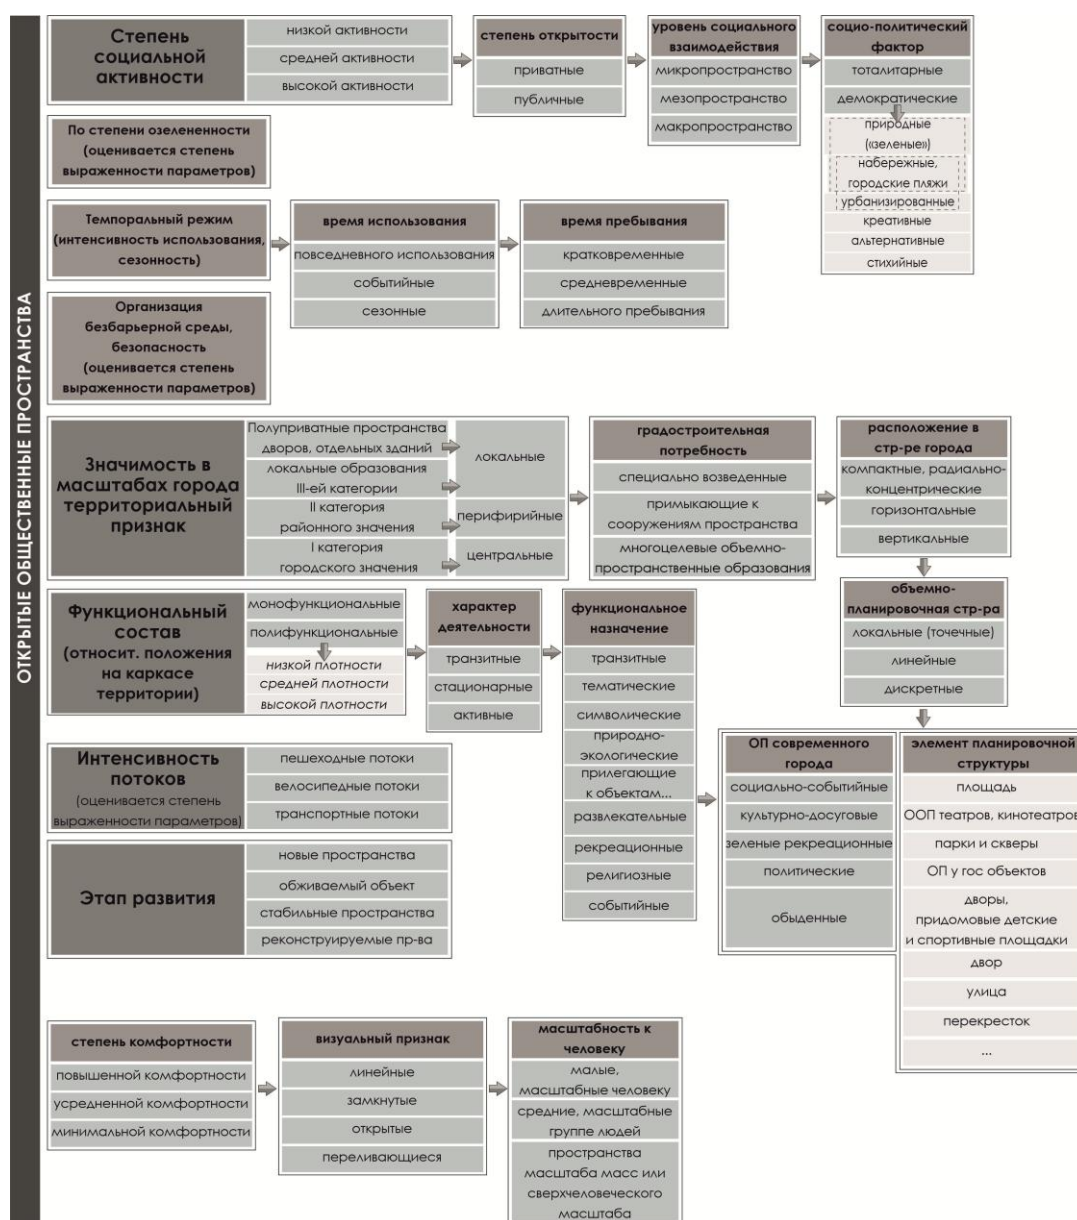 ОТКРЫТЫЕ ОБЩЕСТВЕННЫЕ ПРОСТРАНСТВА
Степень
социальной
активности
низкой активности
средней активности
высокой активности
степень открытости
приватные
публичные
уровень социального
взаимодействия
микропространство
мезопространство
макропространство
социо-политический
фактор
тоталитарные
демократические
природные
(«зеленые»)
набережные,
городские пляжи
урбанизированные
креативные
альтернативные
стихийные
По степени озелененности
(оценивается степень
выраженности параметров)
Темпоральный режим
(интенсивность использования,
сезонность)
время использования
повседневного использования
событийные
сезонные
время пребывания
кратковременные
средневременные
длительного пребывания
Организация
безбарьерной среды,
безопасность
(оценивается степень
выраженности параметров)
Значимость в
масштабах города
территориальный
признак
Полуприватные пространства
дворов, отдельных зданий
локальные образования
III-ей категории
II категория
районного значения
I категория
городского значения
локальные
перифирийные
центральные
градостроительная
потребность
специально возведенные
примыкающие к
сооружениям пространства
многоцелевые объемно-
пространственные образования
расположение в
стр-ре города
компактные, радиально-
концентрические
горизонтальные
вертикальные
объемно-
планировочная стр-ра
локальные (точечные)
линейные
дискретные
Функциональный
состав
(относит. положения
на каркасе
территории)
монофункциональные
полифункциональные
низкой плотности
средней плотности
высокой плотности
характер
деятельности
транзитные
стационарные
активные
функциональное
назначение
транзитные
тематические
символические
природно-
экологические
прилегающие
к объектам...
развлекательные
рекреационные
религиозные
событийные
ОП современного
города
социально-событийные
культурно-досуговые
зеленые рекреационные
политические
обыденные
элемент планировочной
структуры
площадь
ООП театров, кинотеатров
парки и скверы
ОП у гос объектов
дворы,
придомовые детские
и спортивные площадки
двор
улица
перекресток
...
Интенсивность
потоков
(оценивается степень
выраженности параметров)
пешеходные потоки
велосипедные потоки
транспортные потоки
Этап развития
новые пространства
обживаемый объект
стабильные пространства
реконструируемые пр-ва
степень комфортности
повышенной комфортности
усредненной комфортности
минимальной комфортности
визуальный признак
линейные
замкнутые
открытые
переливающиеся
масштабность к
человеку
малые,
масштабные человеку
средние, масштабные
группе людей
пространства
масштаба масс или
сверхчеловеческого
масштаба